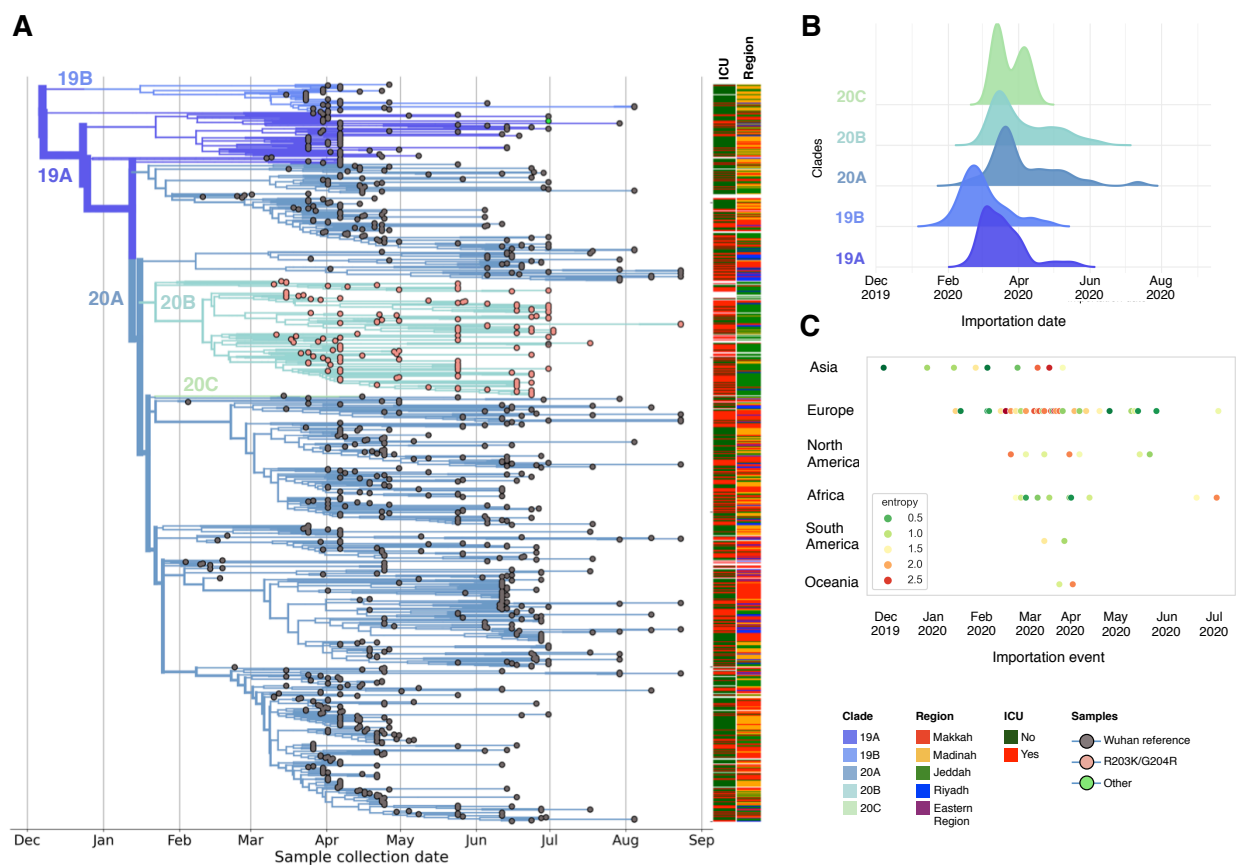 A
19B
19A
20A
20B
20C
ICU
Region
Dec
Jan
Feb
Mar
Apr
May
Jun
Jul
Aug
Sep
Sample collection date
B
Clades
20C
20B
20A
19B
19A
Dec
2019
Feb
2020
Apr
2020
Jun
2020
Aug
2020
Importation date
C
Asia
Europe
North
America
Africa
South
America
Oceania
entropy
0.5
1.0
1.5
2.0
2.5
Dec
2019
Jan
2020
Feb
2020
Mar
2020
Apr
2020
May
2020
Jun
2020
Jul
2020
Importation event
Clade
19A
19B
20A
20B
20C
Region
Makkah
Madinah
Jeddah
Riyadh
Eastern
Region
ICU
No
Yes
Samples
Wuhan reference
R203K/G204R
Other